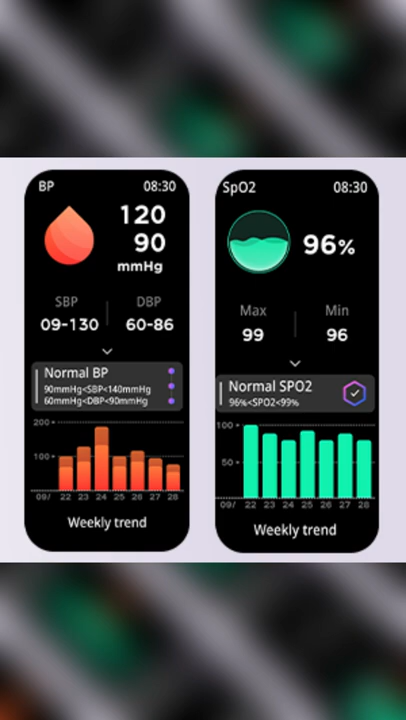 BP 08:30
120
90
mmHg
SBP DBP
09-130 60-86
Normal BP
90mmHg<SBP<140mmHg
60mmHg<DBP<90mmHg
200
100
09/ 22 23 24 25 26 27 28
Weekly trend
SpO2 08:30
96%
Max Min
99 96
Normal SPO2
96%<SPO2<99%
100
50
09/ 22 23 24 25 26 27 28
Weekly trend